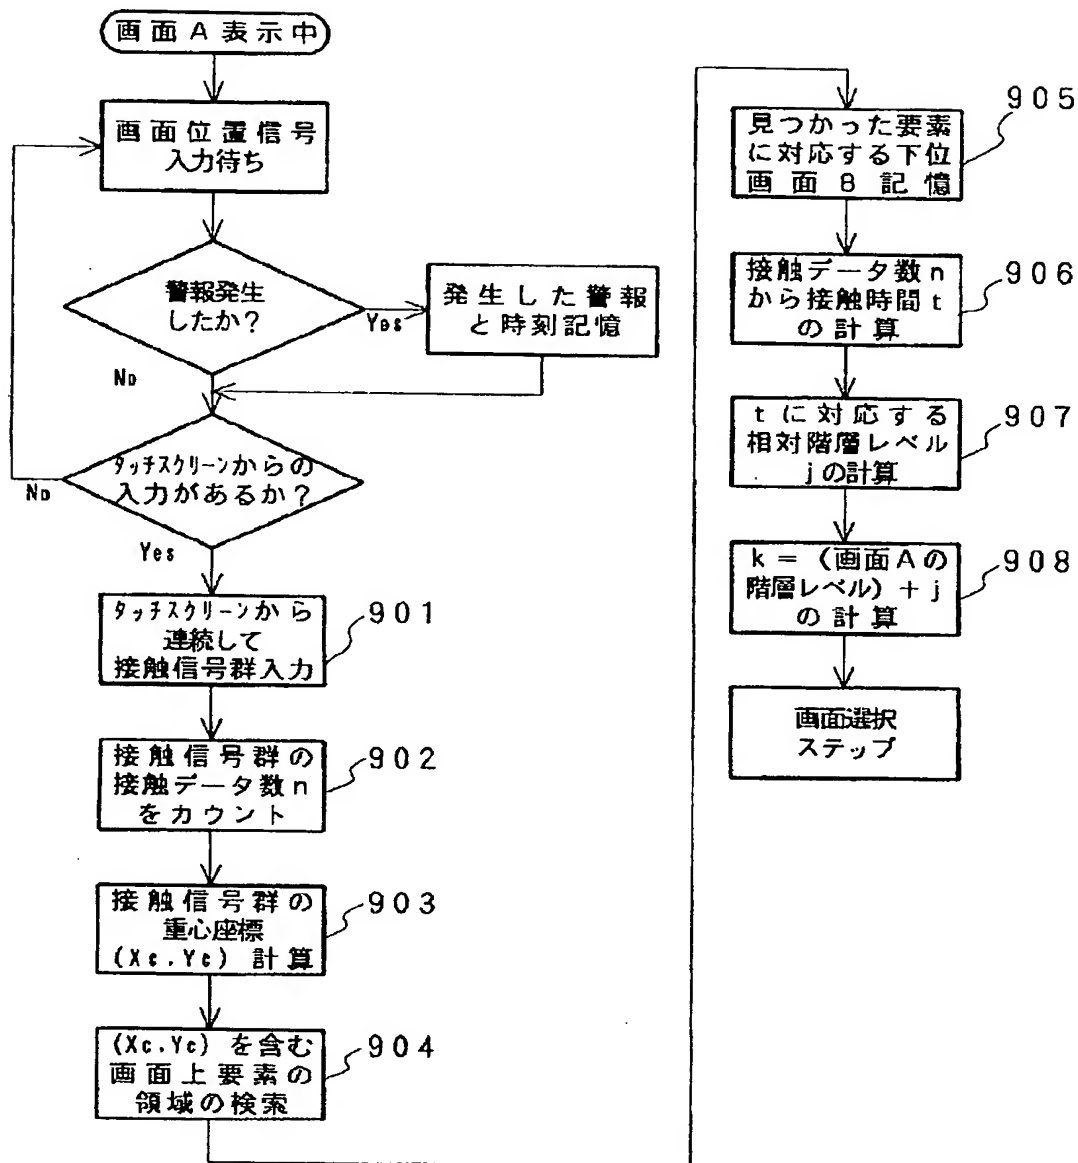 画面A表示中
画面位置信号
入力待ち
警報発生
したか?
Yes
発生した警報
と時刻記憶
No
タッチスクリーンからの
入力があるか?
No
Yes
タッチスクリーンから
連続して
接触信号群入力
901
接触信号群の
接触データ数n
をカウント
902
接触信号群の
重心座標
(Xc,Yc)計算
903
(Xc,Yc)を含む
画面上要素の
領域の検索
904
見つかった要素
に対応する下位
画面B記憶
905
接触データ数n
から接触時間t
の計算
906
tに対応する
相対階層レベル
jの計算
907
k=(画面Aの
階層レベル)+j
の計算
908
画面選択
ステップ